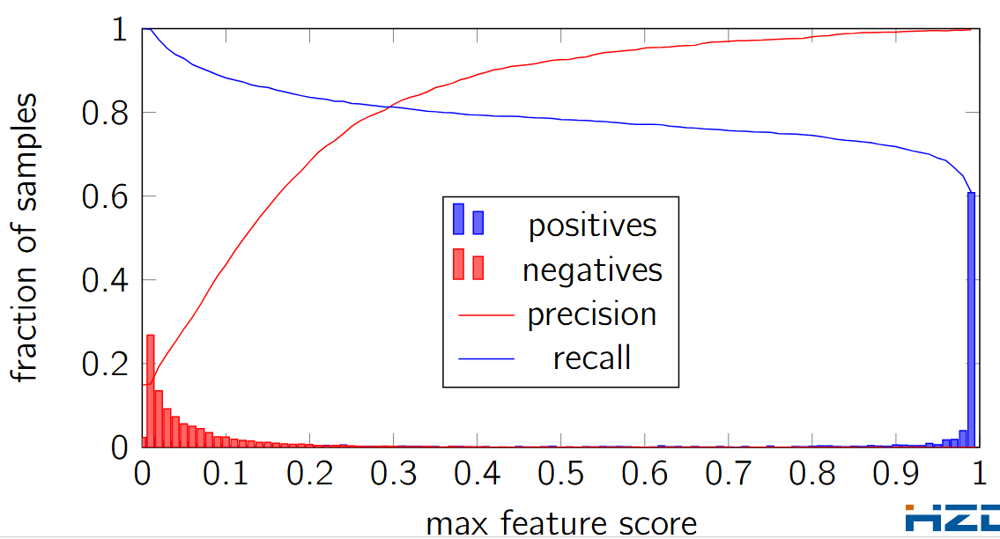 1
0.8
0.6
0.4
0.2
0
fraction of samples
positives
negatives
precision
recall
0 0.1 0.2 0.3 0.4 0.5 0.6 0.7 0.8 0.9 1
max feature score